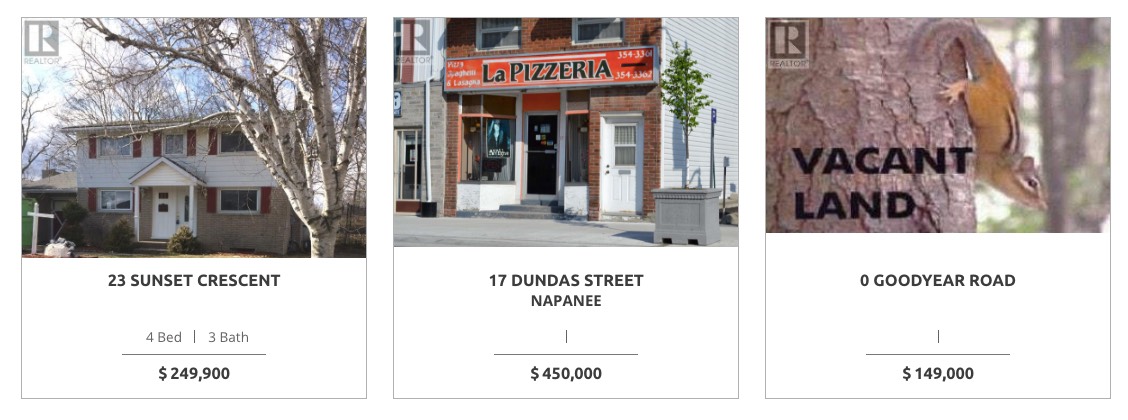 REALTOR
23 SUNSET CRESCENT
4 Bed | 3 Bath
$ 249,900
REALTOR
Pizza
Spaghetti
& Lasagna
La PIZZERIA
354-3361
354-3362
17 DUNDAS STREET
NAPANEE
|
$ 450,000
REALTOR
VACANT
LAND
0 GOODYEAR ROAD
|
$ 149,000